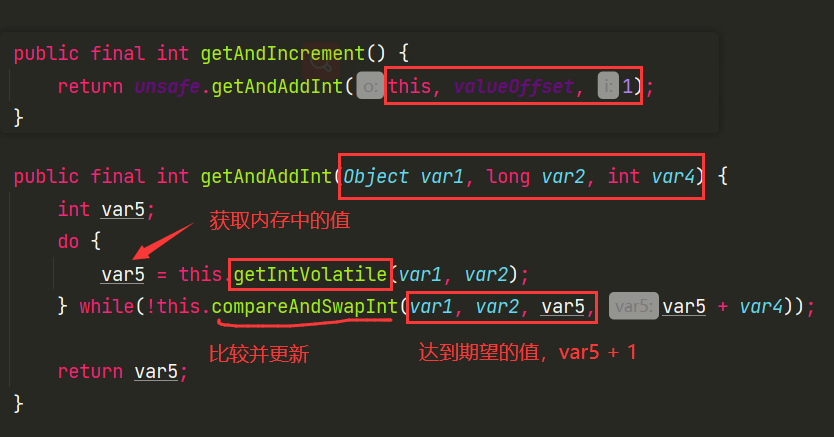 public final int getAndIncrement() {
return unsafe.getAndAddInt( o: this, valueOffset, i: 1);
}
public final int getAndAddInt(Object var1, long var2, int var4) {
int var5;
获取内存中的值
do {
var5 = this.getIntVolatile(var1, var2);
} while(!this.compareAndSwapInt(var1, var2, var5, var5: var5 + var4));
比较并更新
达到期望的值，var5 + 1
return var5;
}